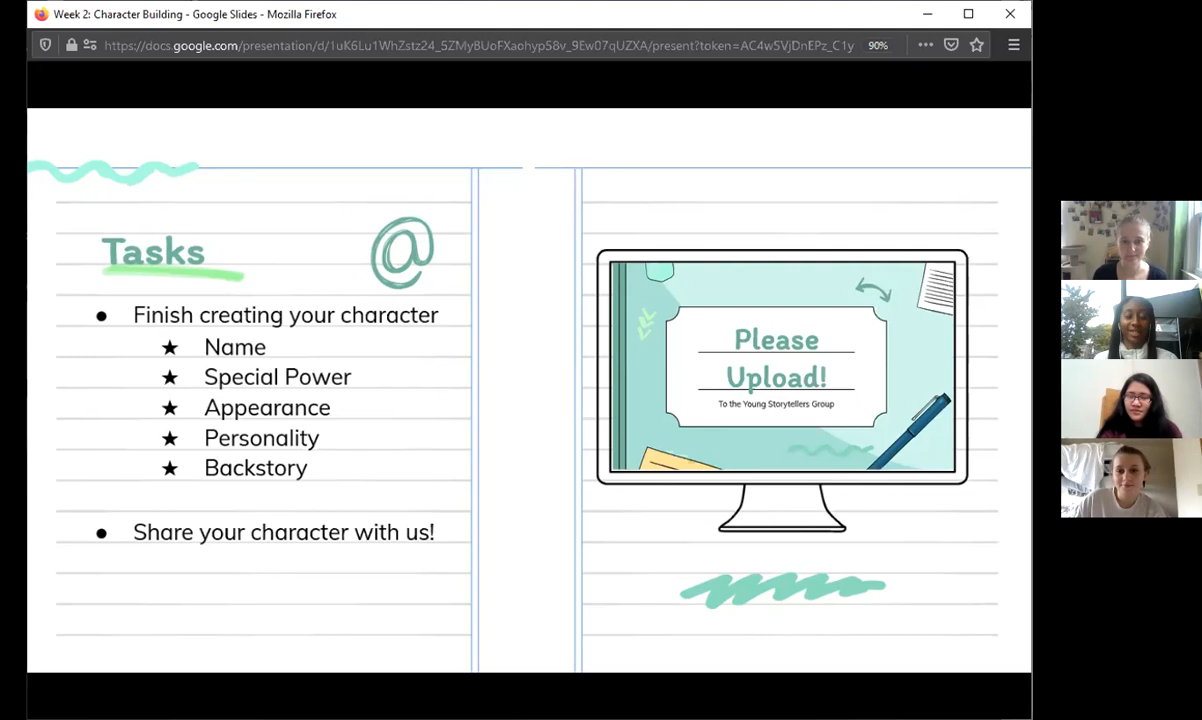 Week 2: Character Building - Google Slides - Mozilla Firefox
https://docs.google.com/presentation/d/1uK6Lu1WhZstz24_5ZMyBUoFXaohyp58v_9Ew07qUZXA/present?token=AC4w5VjDnEPz_C1y
90%
Tasks
@
● Finish creating your character
★ Name
★ Special Power
★ Appearance
★ Personality
★ Backstory
● Share your character with us!
Please
Upload!
To the Young Storytellers Group